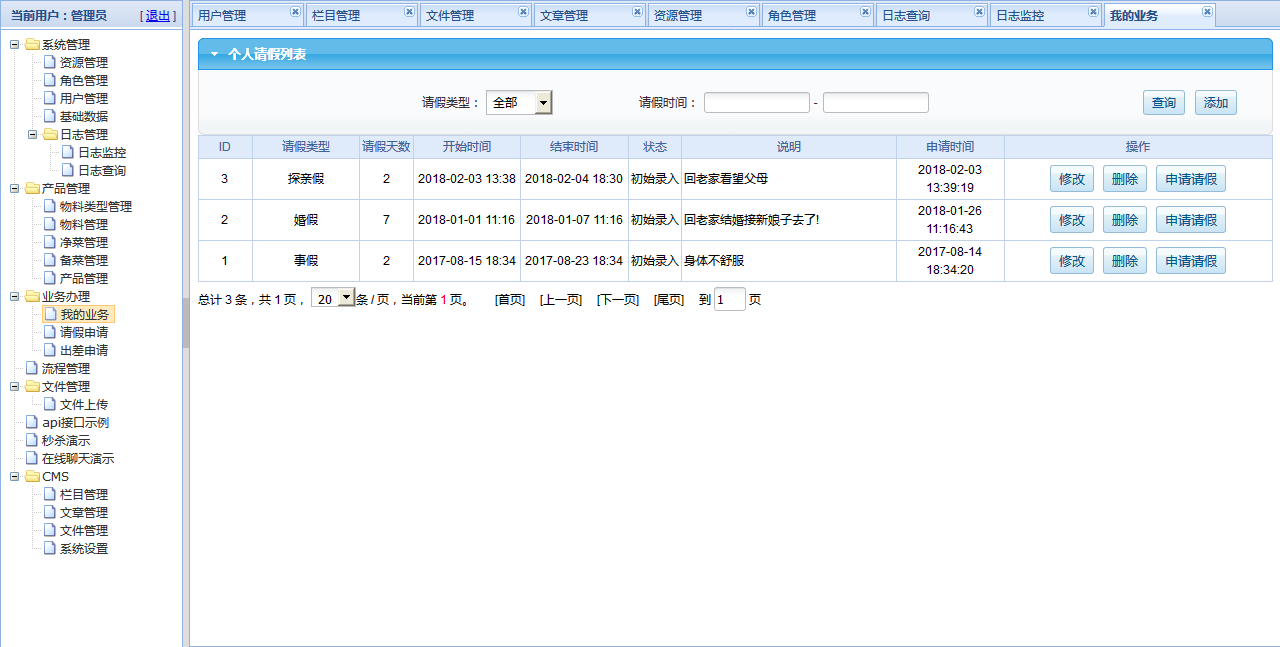 当前用户：管理员 [ 退出 ]
系统管理
资源管理
角色管理
用户管理
基础数据
日志管理
日志监控
日志查询
产品管理
物料类型管理
物料管理
净菜管理
备菜管理
产品管理
业务办理
我的业务
请假申请
出差申请
流程管理
文件管理
文件上传
api接口示例
秒杀演示
在线聊天演示
CMS
栏目管理
文章管理
文件管理
系统设置
用户管理 栏目管理 文件管理 文章管理 资源管理 角色管理 日志查询 日志监控 我的业务
个人请假列表
请假类型： 全部 请假时间： - 查询 添加
ID 请假类型 请假天数 开始时间 结束时间 状态 说明 申请时间 操作
3 探亲假 2 2018-02-03 13:38 2018-02-04 18:30 初始录入 回老家看望父母 2018-02-03 13:39:19 修改 删除 申请请假
2 婚假 7 2018-01-01 11:16 2018-01-07 11:16 初始录入 回老家结婚接新娘子去了! 2018-01-26 11:16:43 修改 删除 申请请假
1 事假 2 2017-08-15 18:34 2017-08-23 18:34 初始录入 身体不舒服 2017-08-14 18:34:20 修改 删除 申请请假
总计 3 条，共 1 页， 20 条 / 页，当前第 1 页。 [首页] [上一页] [下一页] [尾页] 到 1 页